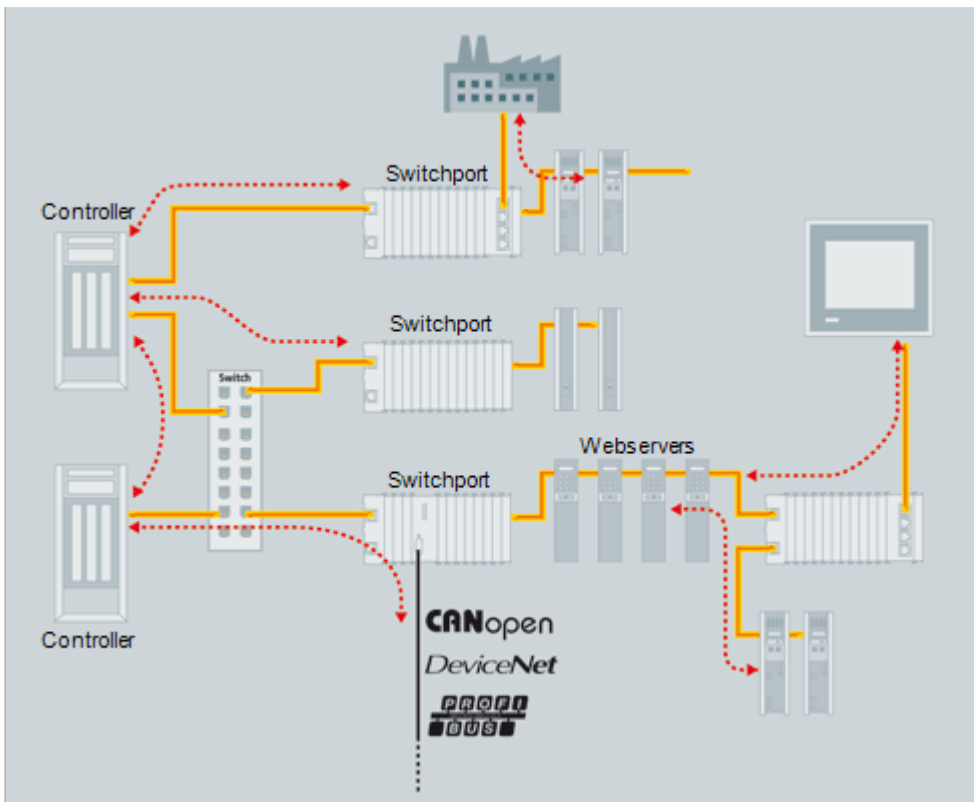 Switchport
Controller
Switchport
Switch
Webservers
Switchport
Controller
CANopen
DeviceNet
PROFI
BUS